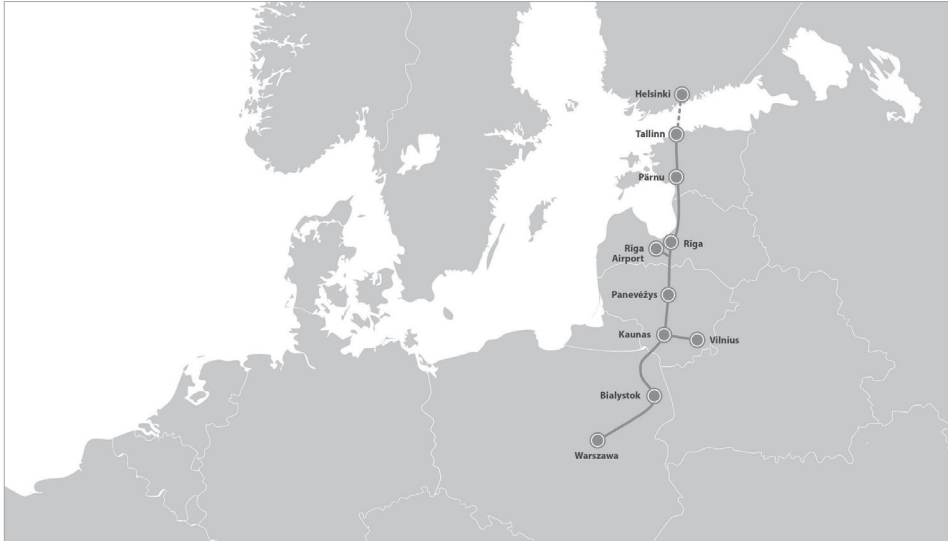 Helsinki
Tallinn
Pärnu
Riga
Riga
Airport
Panevėžys
Kaunas
Vilnius
Bialystok
Warszawa